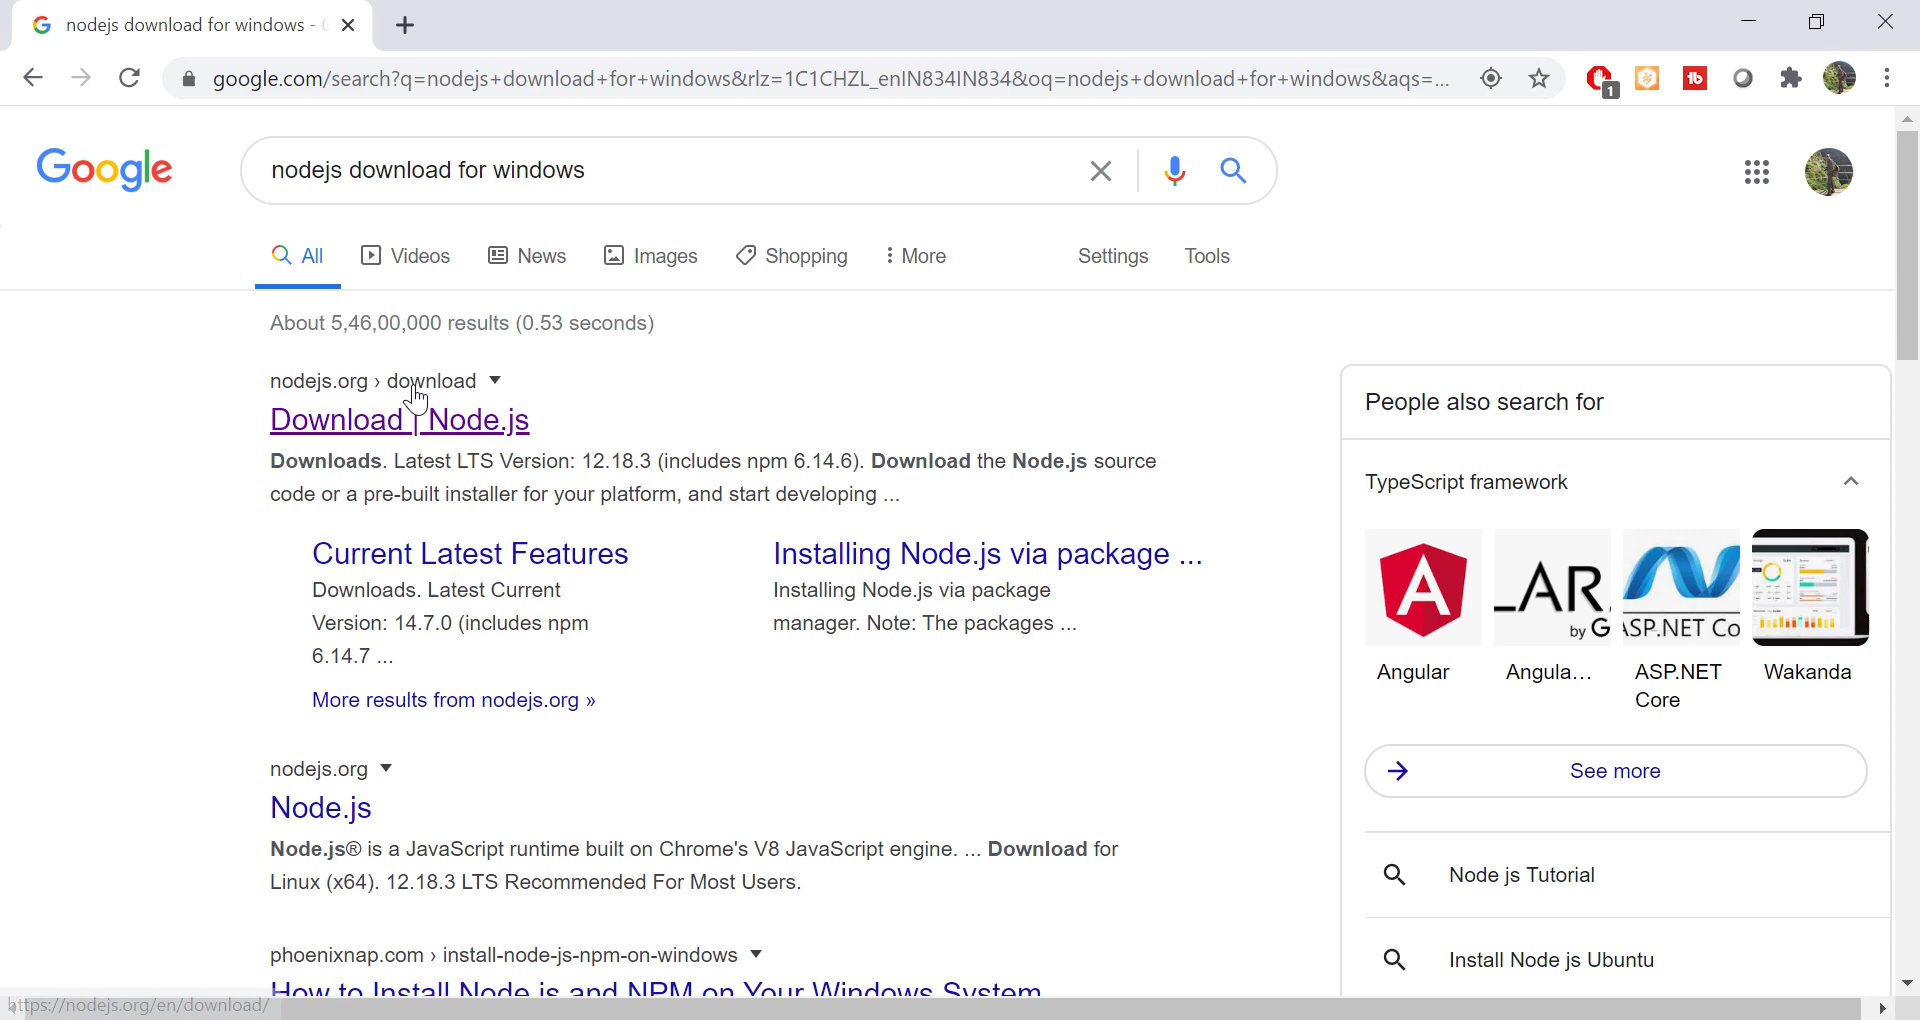 nodejs download for windows -
google.com/search?q=nodejs+download+for+windows&rlz=1C1CHZL_enIN834IN834&oq=nodejs+download+for+windows&aqs=...
1
Google
nodejs download for windows
All Videos News Images Shopping More Settings Tools
About 5,46,00,000 results (0.53 seconds)
nodejs.org › download
Download | Node.js
Downloads. Latest LTS Version: 12.18.3 (includes npm 6.14.6). Download the Node.js source
code or a pre-built installer for your platform, and start developing ...
Current Latest Features
Downloads. Latest Current
Version: 14.7.0 (includes npm
6.14.7 ...
Installing Node.js via package ...
Installing Node.js via package
manager. Note: The packages ...
More results from nodejs.org »
nodejs.org
Node.js
Node.js® is a JavaScript runtime built on Chrome's V8 JavaScript engine. ... Download for
Linux (x64). 12.18.3 LTS Recommended For Most Users.
phoenixnap.com › install-node-js-npm-on-windows
How to Install Node.js and NPM on Your Windows System
https://nodejs.org/en/download/
People also search for
TypeScript framework
LAR
by G
ASP.NET Co
Angular Angula... ASP.NET Wakanda
Core
See more
Node js Tutorial
Install Node js Ubuntu